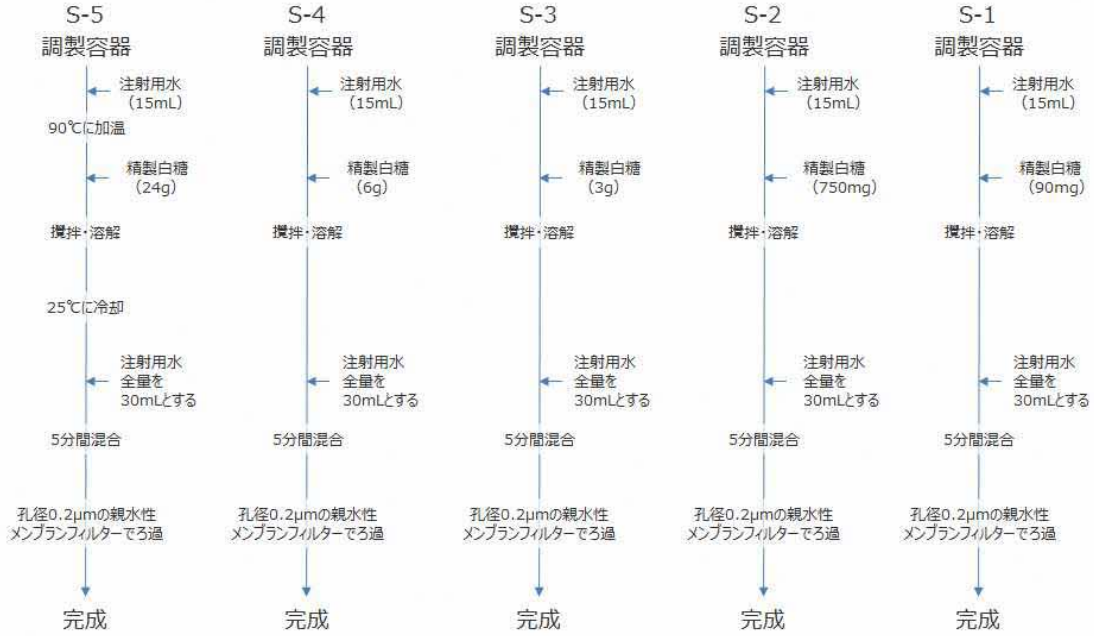 S-5
調製容器
注射用水
（15mL）
90℃に加温
精製白糖
（24g）
攪拌・溶解
25℃に冷却
注射用水
全量を
30mLとする
5分間混合
孔径0.2μmの親水性
メンブランフィルターでろ過
完成
S-4
調製容器
注射用水
（15mL）
精製白糖
（6g）
攪拌・溶解
注射用水
全量を
30mLとする
5分間混合
孔径0.2μmの親水性
メンブランフィルターでろ過
完成
S-3
調製容器
注射用水
（15mL）
精製白糖
（3g）
攪拌・溶解
注射用水
全量を
30mLとする
5分間混合
孔径0.2μmの親水性
メンブランフィルターでろ過
完成
S-2
調製容器
注射用水
（15mL）
精製白糖
（750mg）
攪拌・溶解
注射用水
全量を
30mLとする
5分間混合
孔径0.2μmの親水性
メンブランフィルターでろ過
完成
S-1
調製容器
注射用水
（15mL）
精製白糖
（90mg）
攪拌・溶解
注射用水
全量を
30mLとする
5分間混合
孔径0.2μmの親水性
メンブランフィルターでろ過
完成